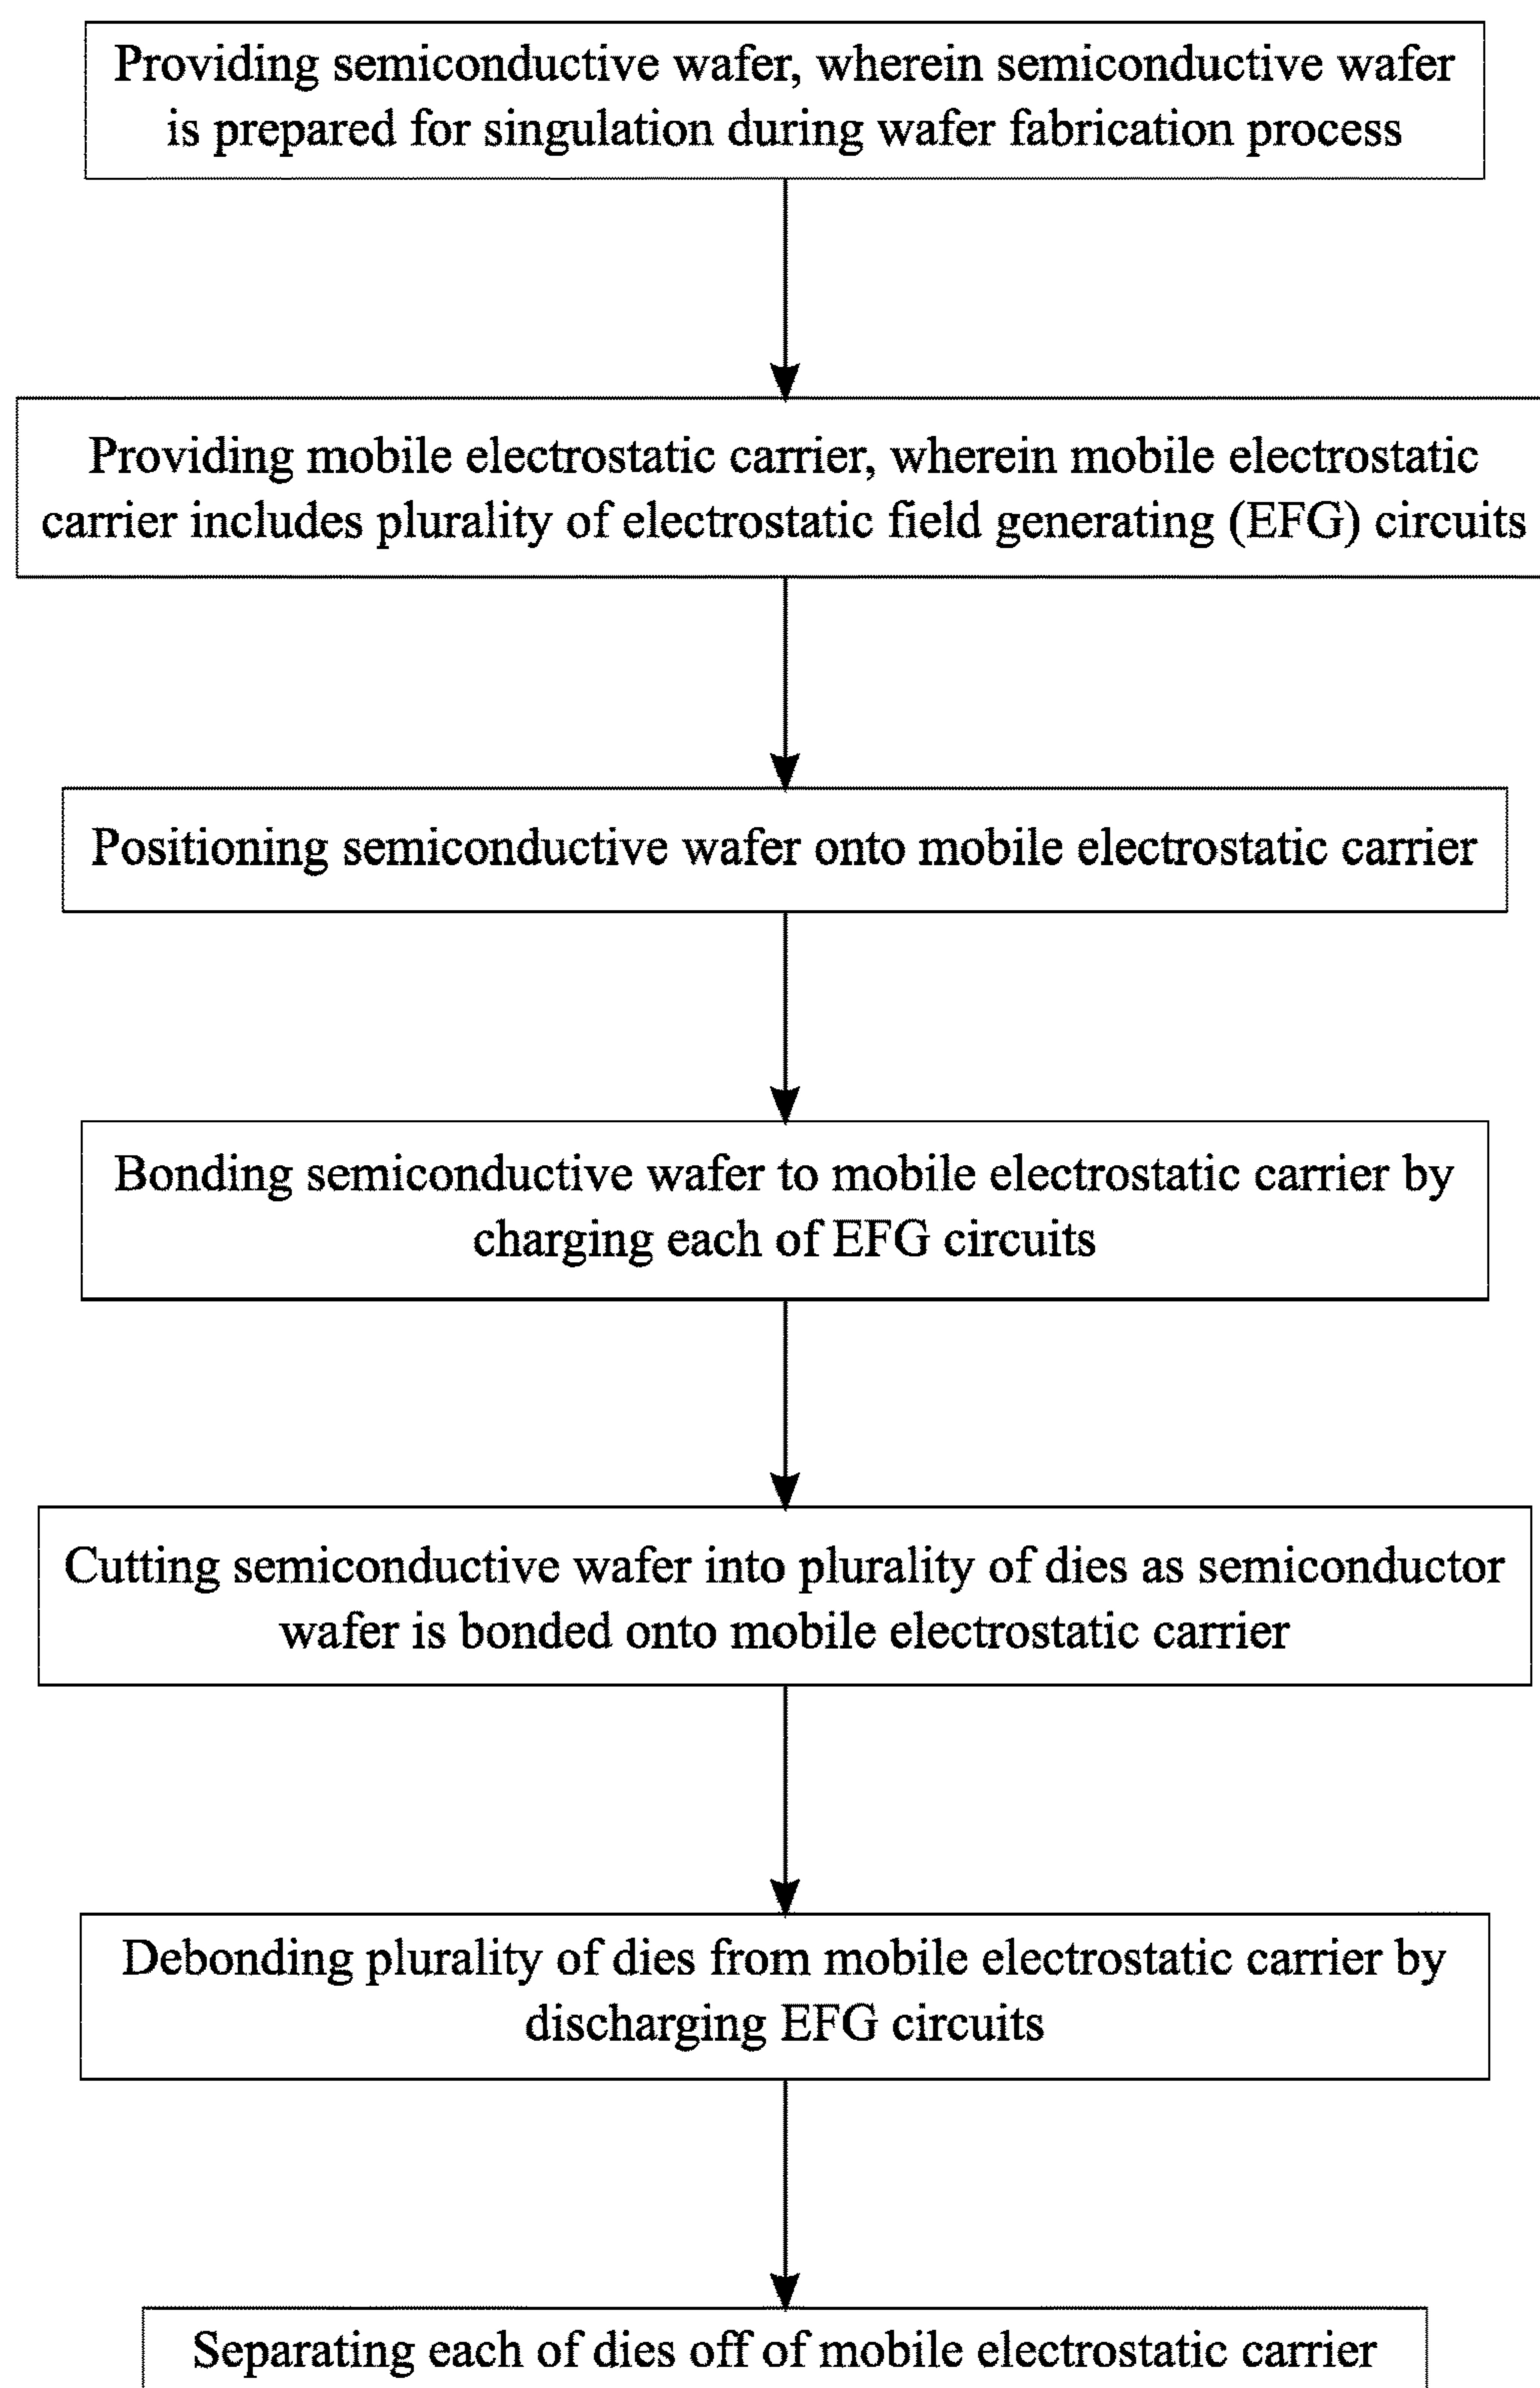 Providing semiconductive wafer, wherein semiconductive wafer
is prepared for singulation during wafer fabrication process
Providing mobile electrostatic carrier, wherein mobile electrostatic
carrier includes plurality of electrostatic field generating (EFG) circuits
Positioning semiconductive wafer onto mobile electrostatic carrier
Bonding semiconductive wafer to mobile electrostatic carrier by
charging each of EFG circuits
Cutting semiconductive wafer into plurality of dies as semiconductor
wafer is bonded onto mobile electrostatic carrier
Debonding plurality of dies from mobile electrostatic carrier by
discharging EFG circuits
Separating each of dies off of mobile electrostatic carrier